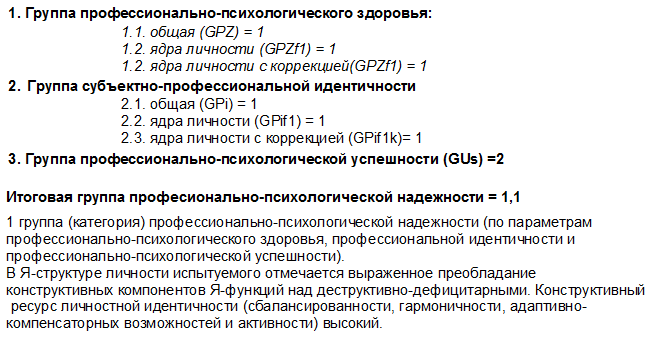 1. Группа профессионально-психологического здоровья:
1.1. общая (GPZ) = 1
1.2. ядра личности (GPZf1) = 1
1.2. ядра личности с коррекцией(GPZf1) = 1
2. Группа субъектно-профессиональной идентичности
2.1. общая (GPi) = 1
2.2. ядра личности (GPif1) = 1
2.3. ядра личности с коррекцией (GPif1k)= 1
3. Группа профессионально-психологической успешности (GUs) =2
Итоговая группа професионально-психологической надежности = 1,1
1 группа (категория) профессионально-психологической надежности (по параметрам
профессионально-психологического здоровья, профессиональной идентичности и
профессионально-психологической успешности).
В Я-структуре личности испытуемого отмечается выраженное преобладание
конструктивных компонентов Я-функций над деструктивно-дефицитарными. Конструктивный
ресурс личностной идентичности (сбалансированности, гармоничности, адаптивно-
компенсаторных возможностей и активности) высокий.